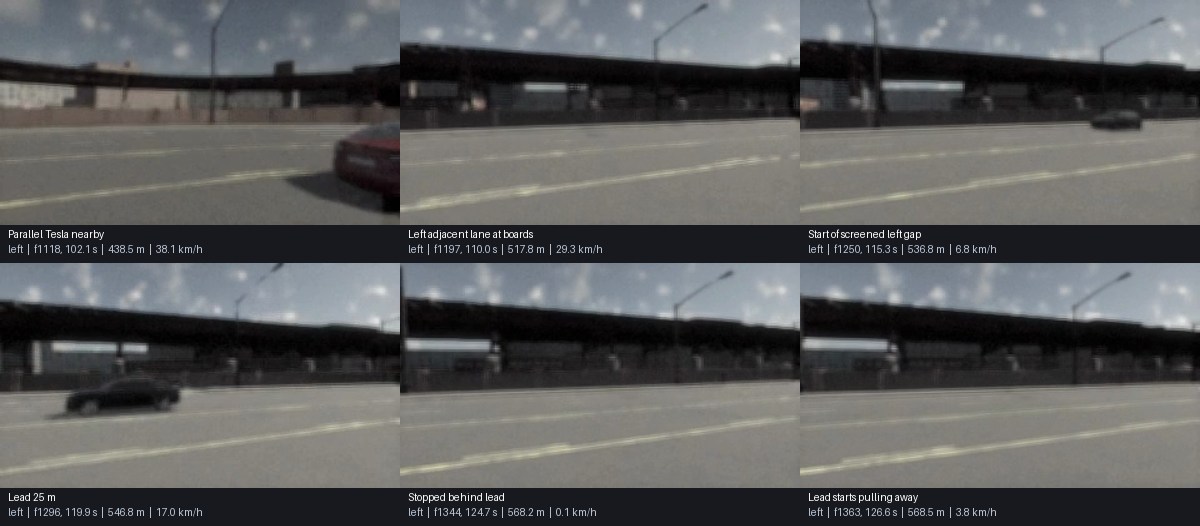 Parallel Tesla nearby
left | f1118, 102.1 s | 438.5 m | 38.1 km/h
Left adjacent lane at boards
left | f1197, 110.0 s | 517.8 m | 29.3 km/h
Start of screened left gap
left | f1250, 115.3 s | 536.8 m | 6.8 km/h
Lead 25 m
left | f1296, 119.9 s | 546.8 m | 17.0 km/h
Stopped behind lead
left | f1344, 124.7 s | 568.2 m | 0.1 km/h
Lead starts pulling away
left | f1363, 126.6 s | 568.5 m | 3.8 km/h